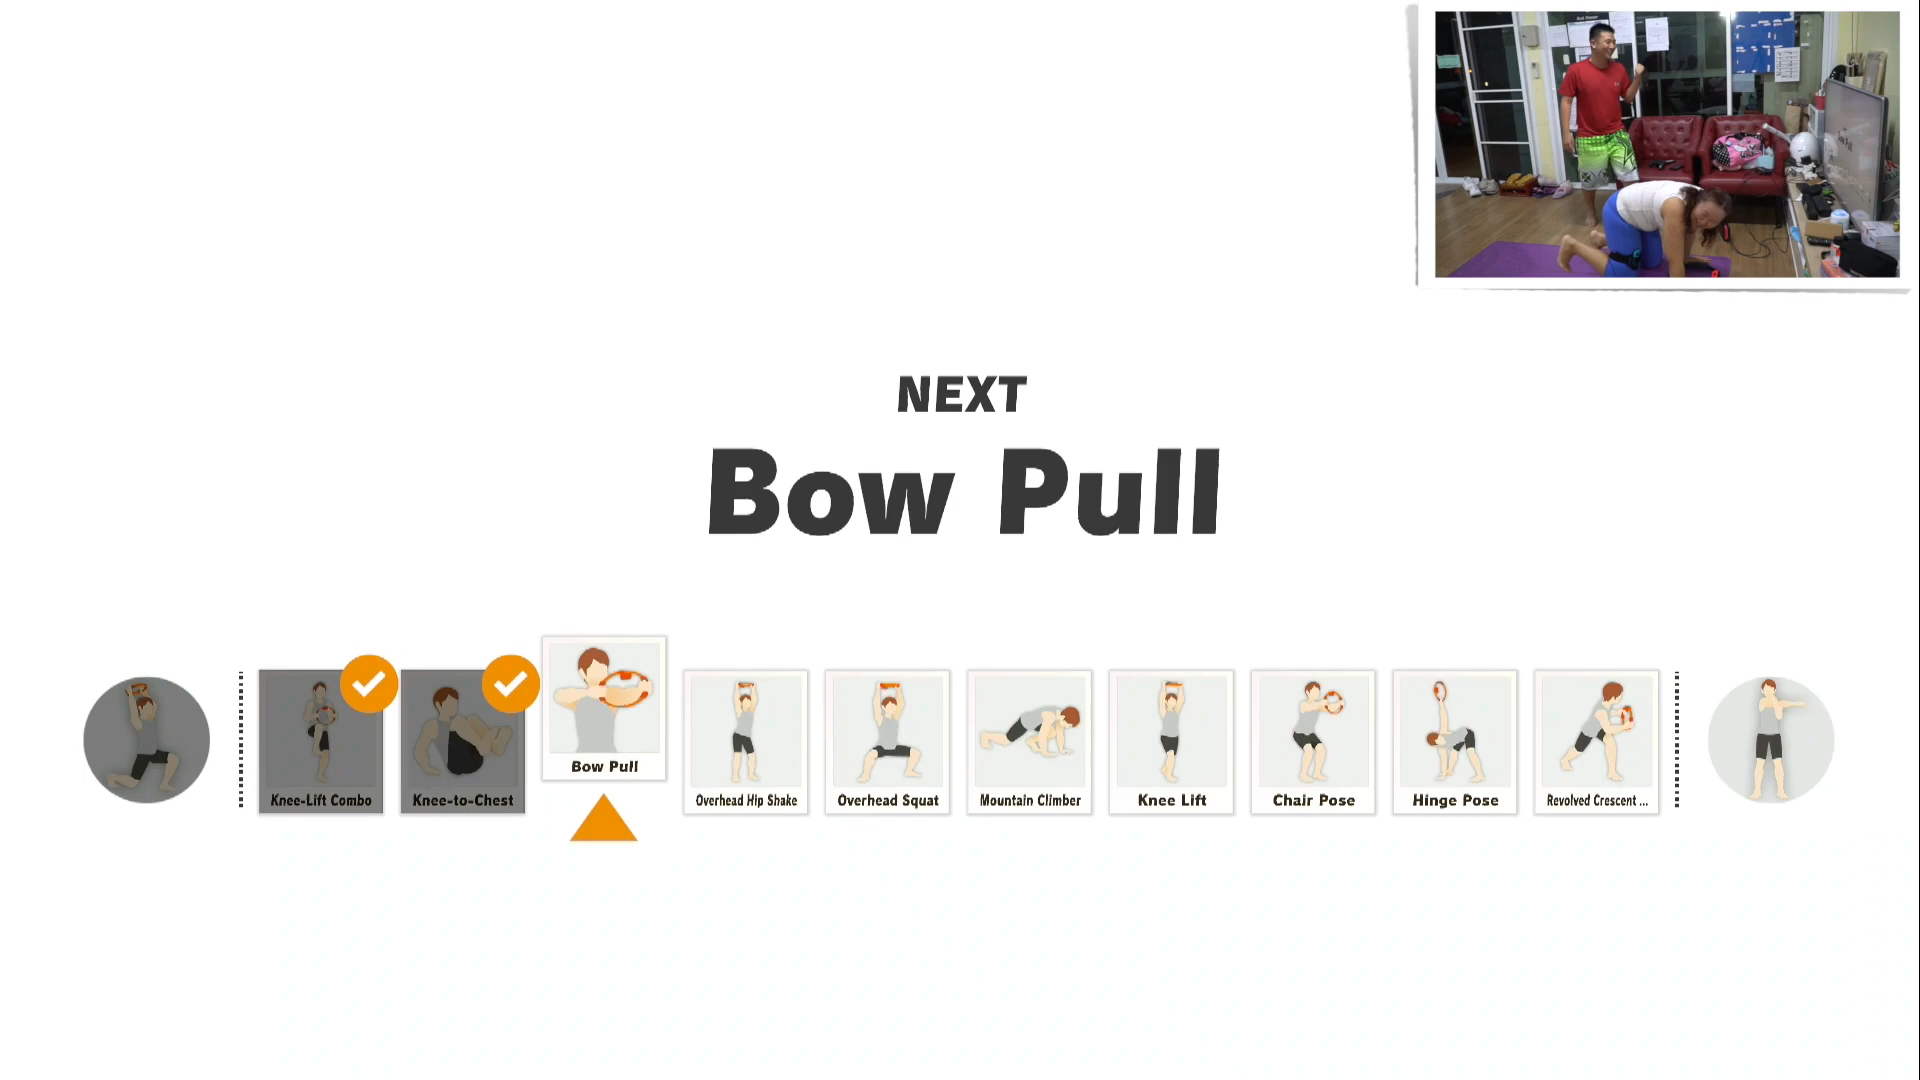 NEXT
Bow Pull
Knee-Lift Combo
Knee-to-Chest
Bow Pull
Overhead Hip Shake
Overhead Squat
Mountain Climber
Knee Lift
Chair Pose
Hinge Pose
Revolved Crescent ...